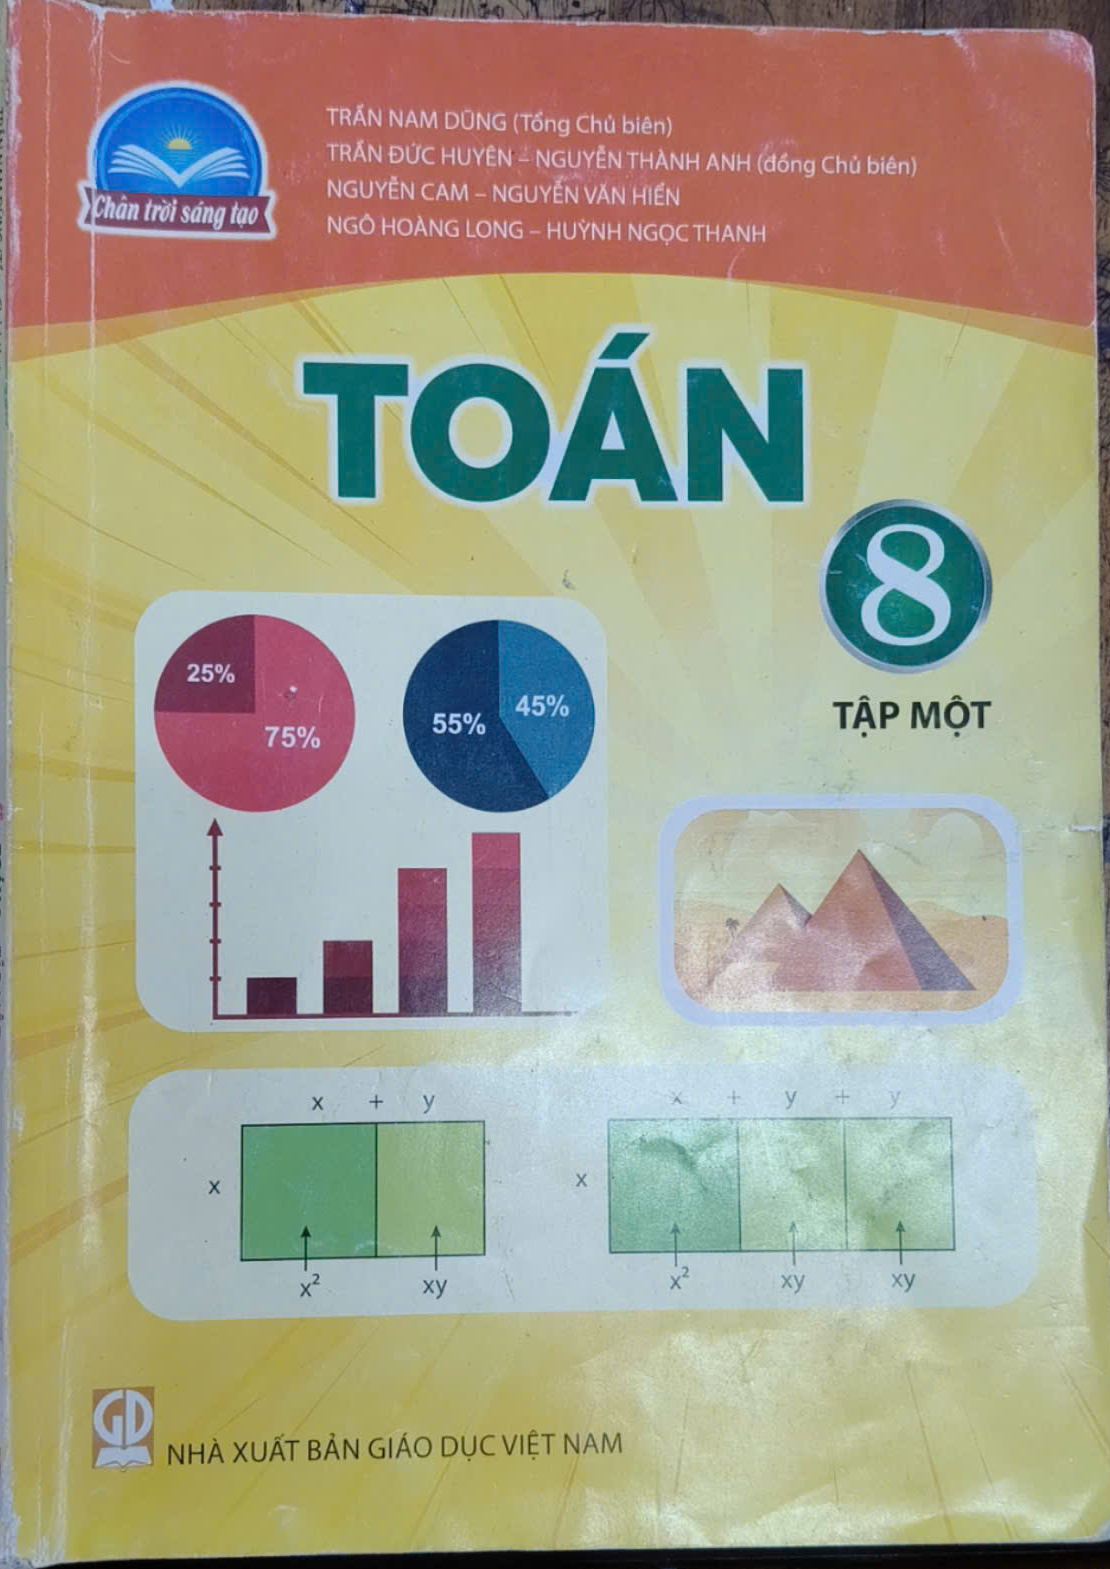 TRẦN NAM DŨNG (Tổng Chủ biên)
TRẦN ĐỨC HUYÊN – NGUYỄN THÀNH ANH (đồng Chủ biên)
NGUYỄN CAM – NGUYỄN VĂN HIỂN
NGÔ HOÀNG LONG – HUỲNH NGỌC THANH
Chân trời sáng tạo
TOÁN
8
TẬP MỘT
25%
75%
55%
45%
x + y
x
x²
xy
x + y + y
x
x²
xy
xy
GD
NHÀ XUẤT BẢN GIÁO DỤC VIỆT NAM